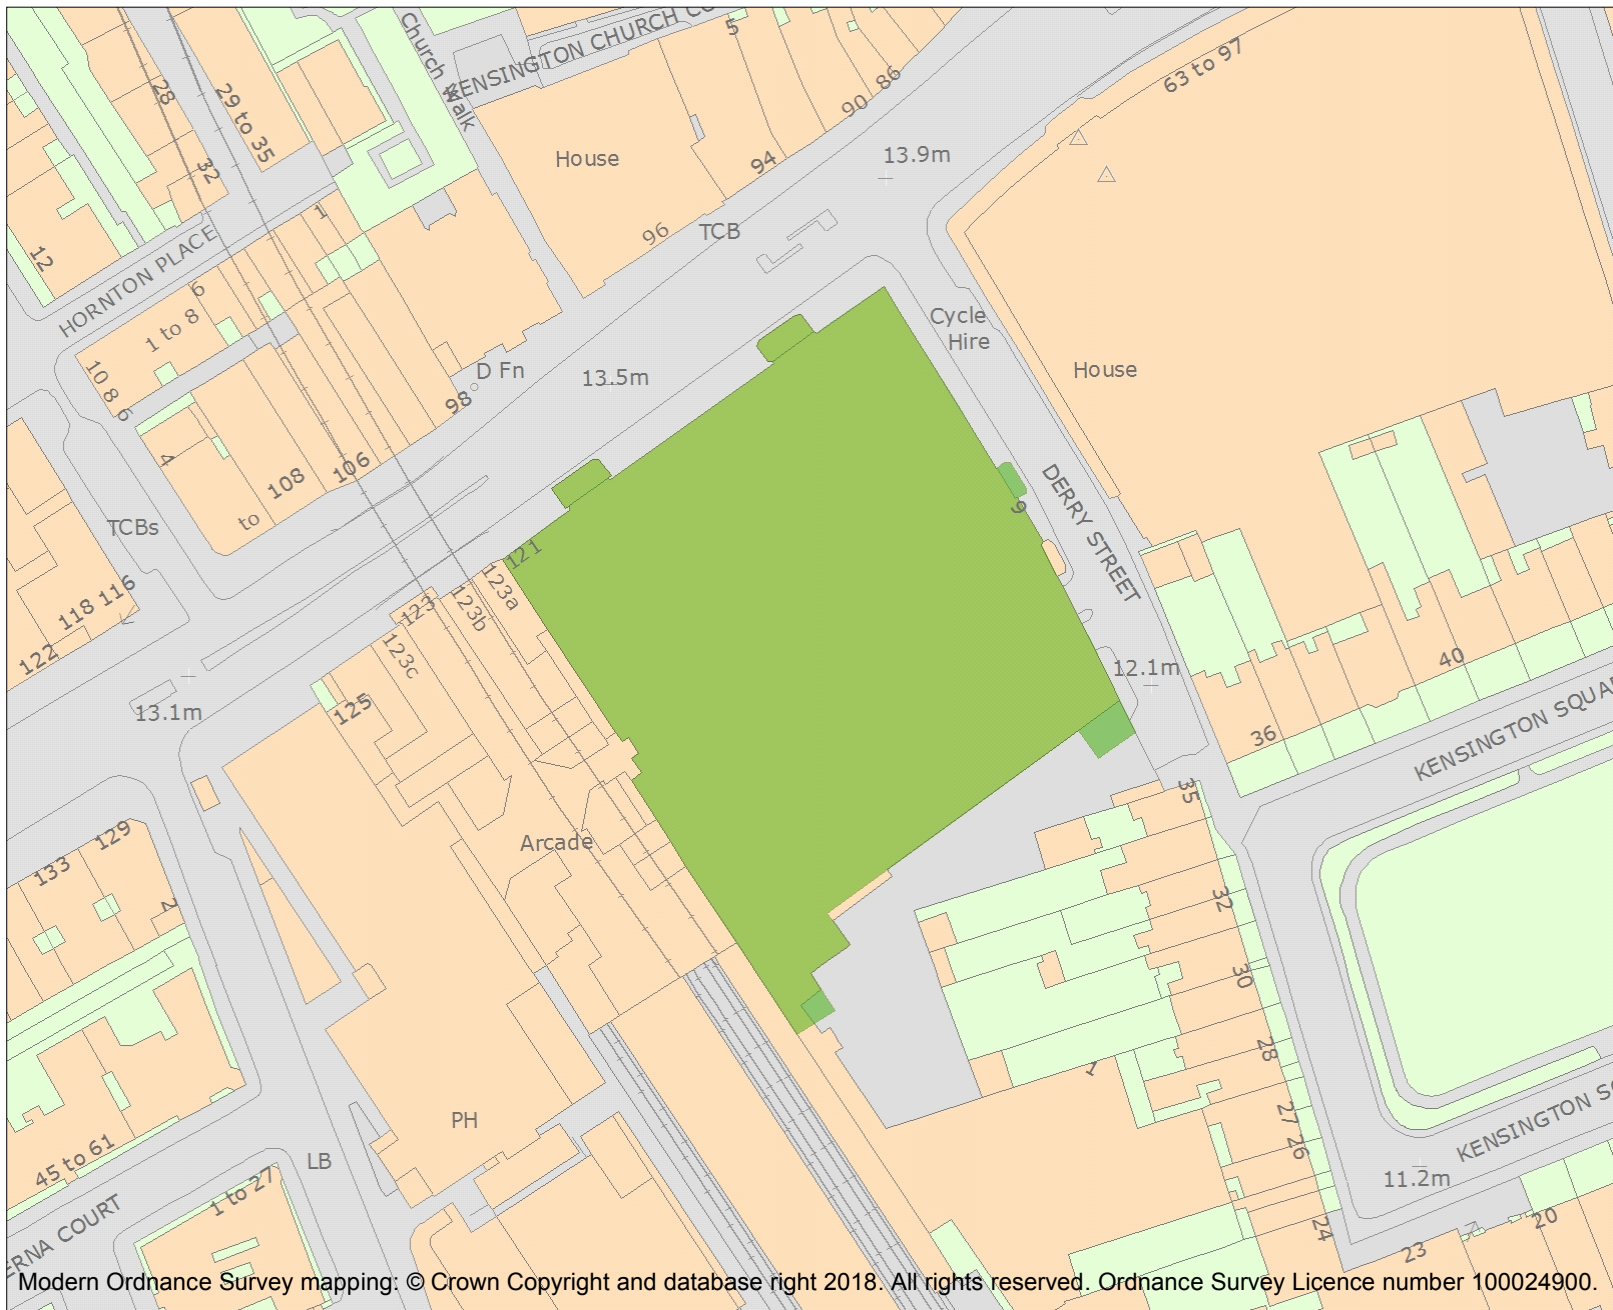 Church Walk
KENSINGTON CHURCH CO
5
28
29 to 35
32
House
94
90
86
63 to 97
13.9m
12
HORNTON PLACE
1
96
TCB
6
1 to 8
Cycle
Hire
10 8 6
D Fn
13.5m
98
House
4
108
106
to
TCBs
121
9
DERRY STREET
118 116
122
123
123a
123b
123c
125
13.1m
12.1m
40
36
KENSINGTON SQUAR
35
133
129
2
Arcade
32
30
28
1
27
26
PH
LB
45 to 61
1 to 27
ERNA COURT
KENSINGTON SQ
11.2m
24
23
20
Modern Ordnance Survey mapping: © Crown Copyright and database right 2018. All rights reserved. Ordnance Survey Licence number 100024900.